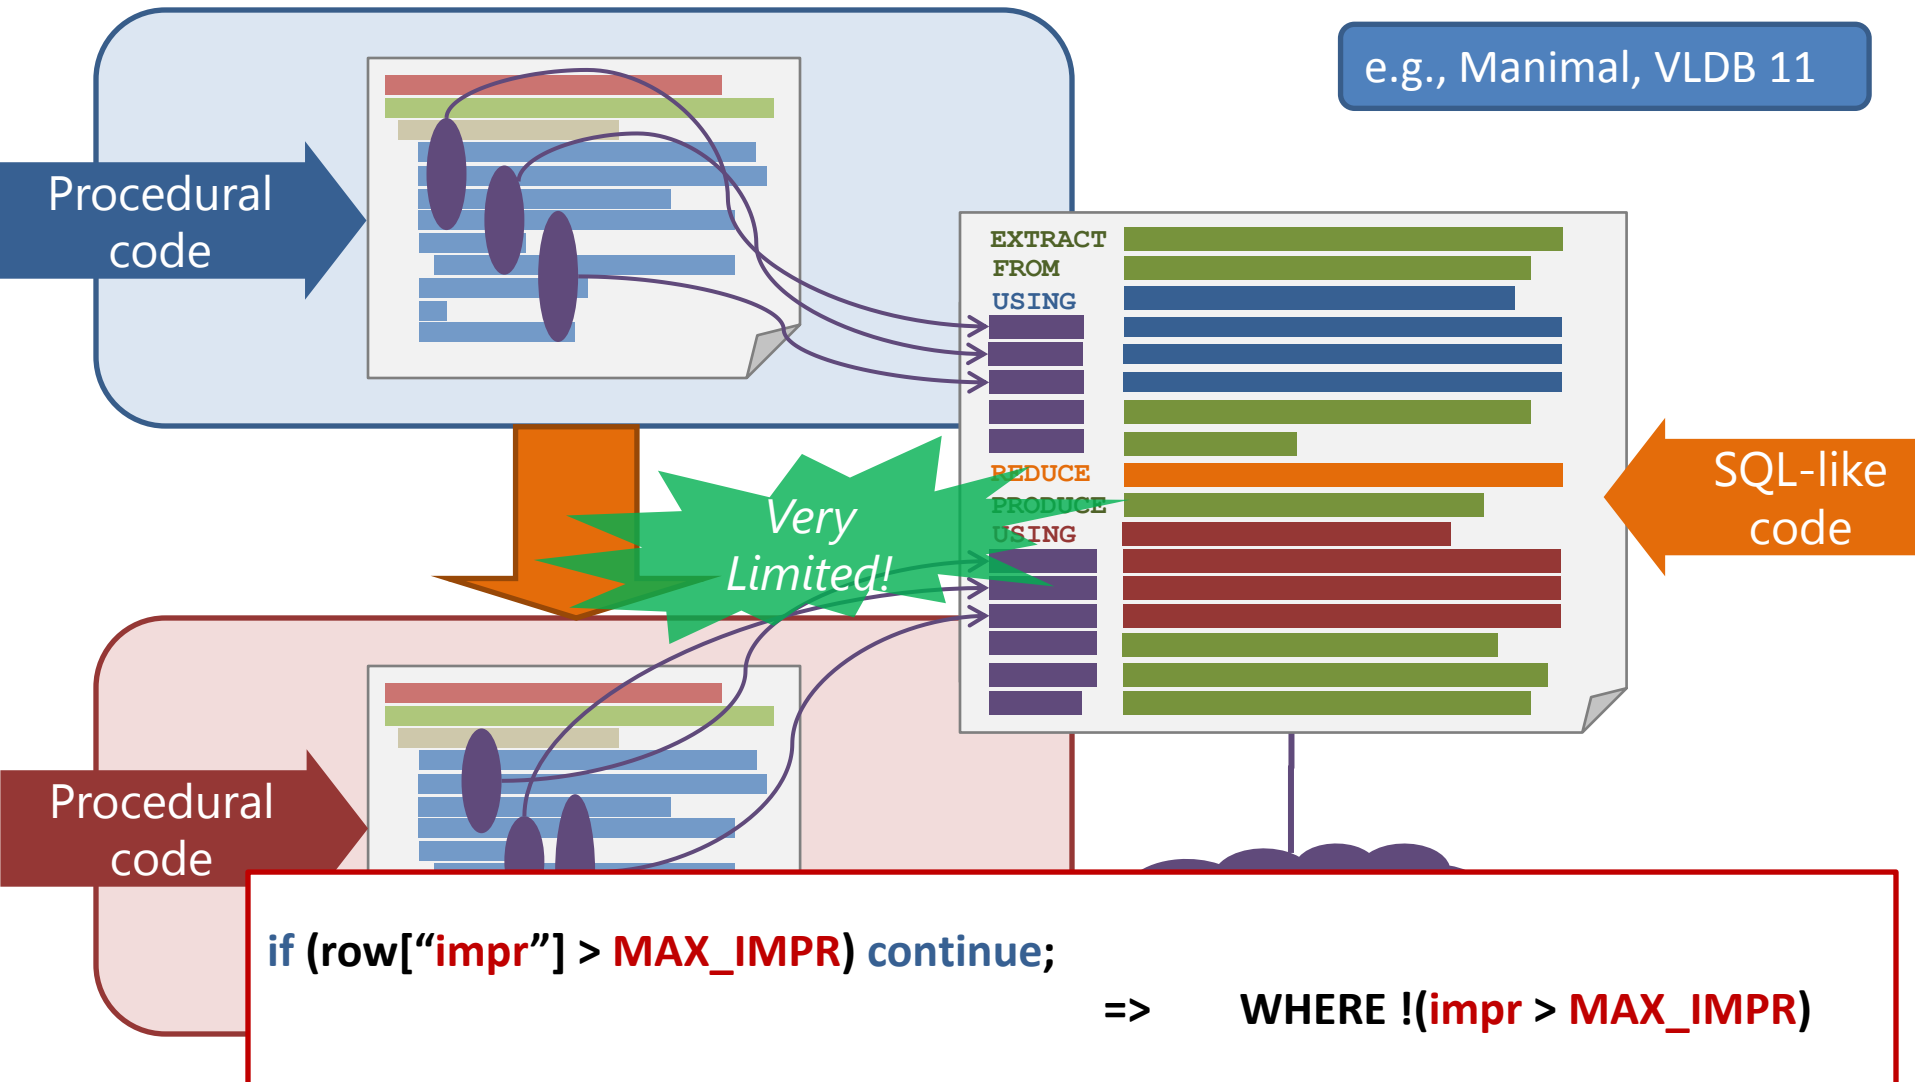 e.g., Manimal, VLDB 11
Procedural
code
EXTRACT
FROM
USING
REDUCE
PRODUCE
USING
SQL-like
code
Very
Limited!
Procedural
code
if (row[“impr”] > MAX_IMPR) continue;
=> WHERE !(impr > MAX_IMPR)